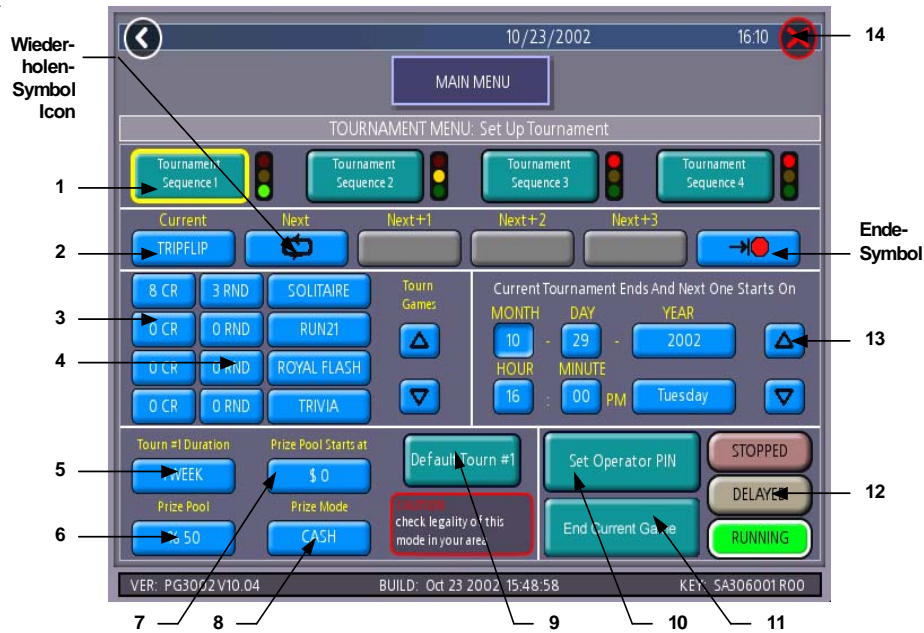 Wieder-
holen-
Symbol
Icon
10/23/2002 16:10
14
MAIN MENU
TOURNAMENT MENU: Set Up Tournament
1
Tournament
Sequence 1
Tournament
Sequence 2
Tournament
Sequence 3
Tournament
Sequence 4
Current Next Next+1 Next+2 Next+3
2
TRIPFLIP
Ende-
Symbol
8 CR 3 RND SOLITAIRE
3
0 CR 0 RND RUN21
4
0 CR 0 RND ROYAL FLASH
0 CR 0 RND TRIVIA
Tourn
Games
Current Tournament Ends And Next One Starts On
MONTH DAY YEAR
10 - 29 - 2002
13
HOUR MINUTE
16 : 00 PM Tuesday
Tourn #1 Duration Prize Pool Starts at
5
WEEK $ 0
Prize Pool Prize Mode
6
% 50 CASH
Default Tourn #1
check legality of this
mode in your area
Set Operator PIN
End Current Game
STOPPED
DELAYED
12
RUNNING
VER: PG3002 V10.04 BUILD: Oct 23 2002 15:48:58 KEY: SA306001 R00
7 8 9 10 11